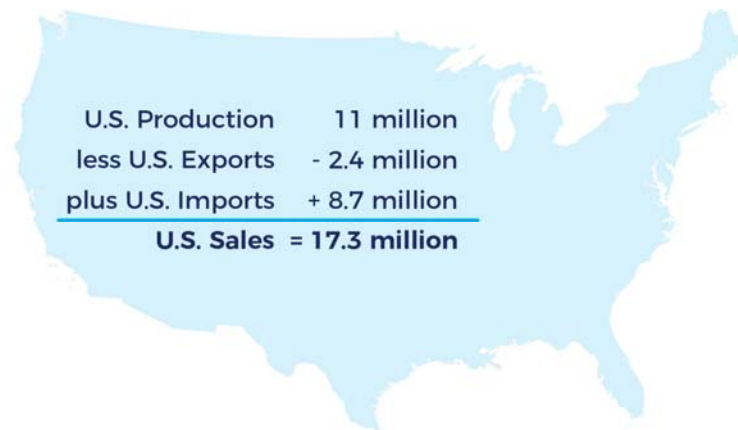 U.S. Production 11 million
less U.S. Exports - 2.4 million
plus U.S. Imports + 8.7 million
U.S. Sales = 17.3 million